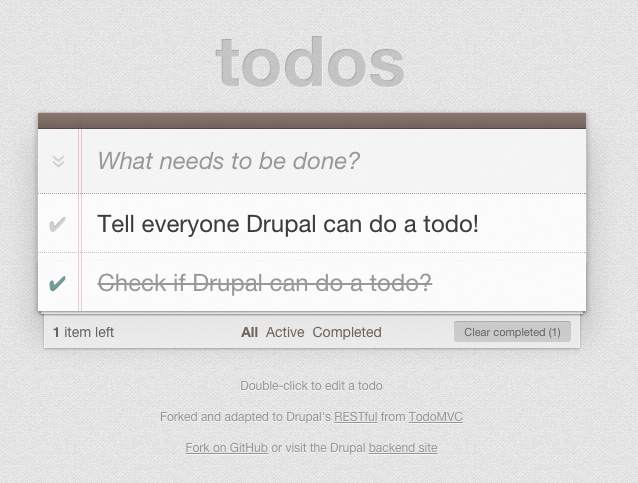 todos
What needs to be done?
Tell everyone Drupal can do a todo!
Check if Drupal can do a todo?
1 item left All Active Completed Clear completed (1)
Double-click to edit a todo
Forked and adapted to Drupal's RESTful from TodoMVC
Fork on GitHub or visit the Drupal backend site